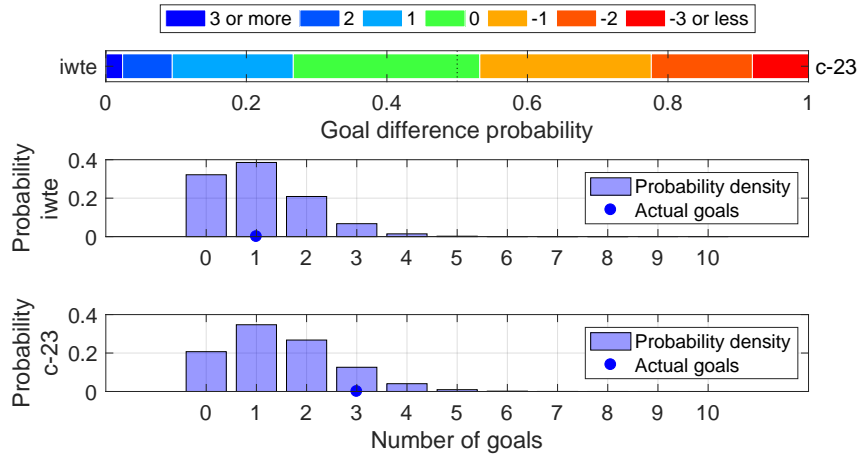 3 or more 2 1 0 -1 -2 -3 or less
iwte c-23
0 0.2 0.4 0.6 0.8 1
Goal difference probability
Probability
iwte
0.4
0.2
0
Probability density
Actual goals
0 1 2 3 4 5 6 7 8 9 10
Probability
c-23
0.4
0.2
0
Probability density
Actual goals
0 1 2 3 4 5 6 7 8 9 10
Number of goals